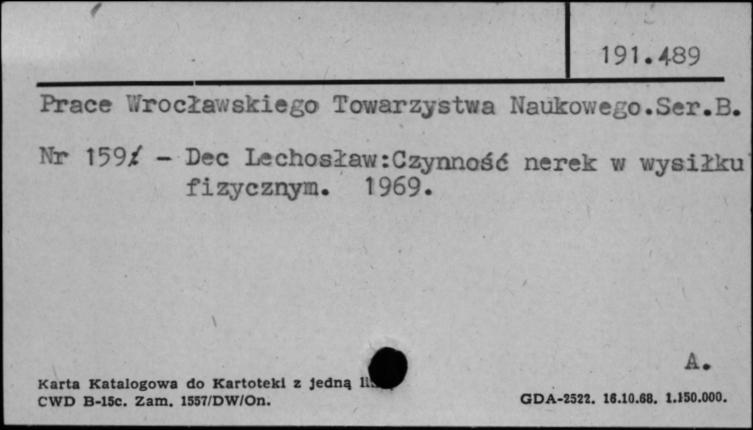 191.489
Prace Wrocławskiego Towarzystwa Naukowego.Ser.B.
Nr 159 - Dec Lechosław:Czynność nerek w wysiłku
fizycznym. 1969.
A.
Karta Katalogowa do Kartoteki z jedną
CWD B-15c. Zam. 1557/DW/On.
GDA-2522. 16.10.68. 1.150.000.